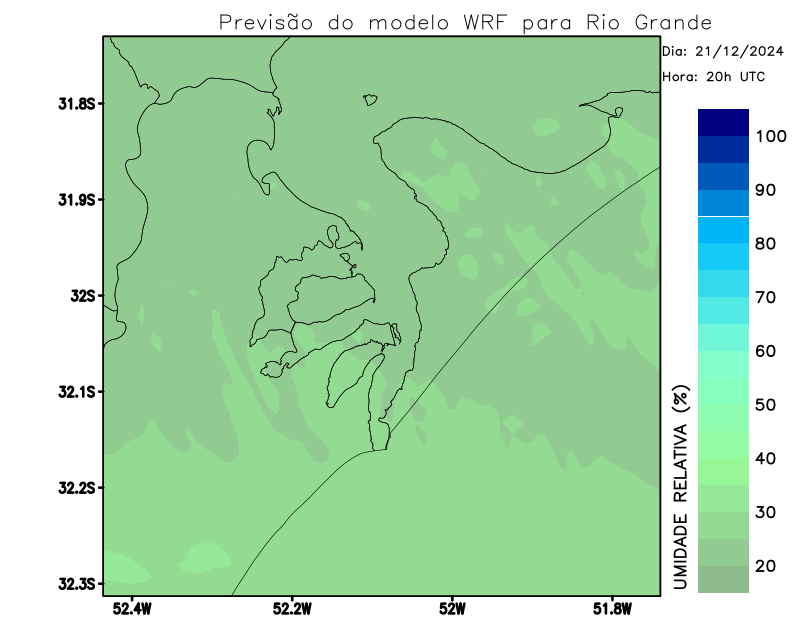 Previsão do modelo WRF para Rio Grande
Dia: 21/12/2024
Hora: 20h UTC
31.8S
31.9S
32S
32.1S
32.2S
32.3S
52.4W
52.2W
52W
51.8W
UMIDADE RELATIVA (%)
100
90
80
70
60
50
40
30
20